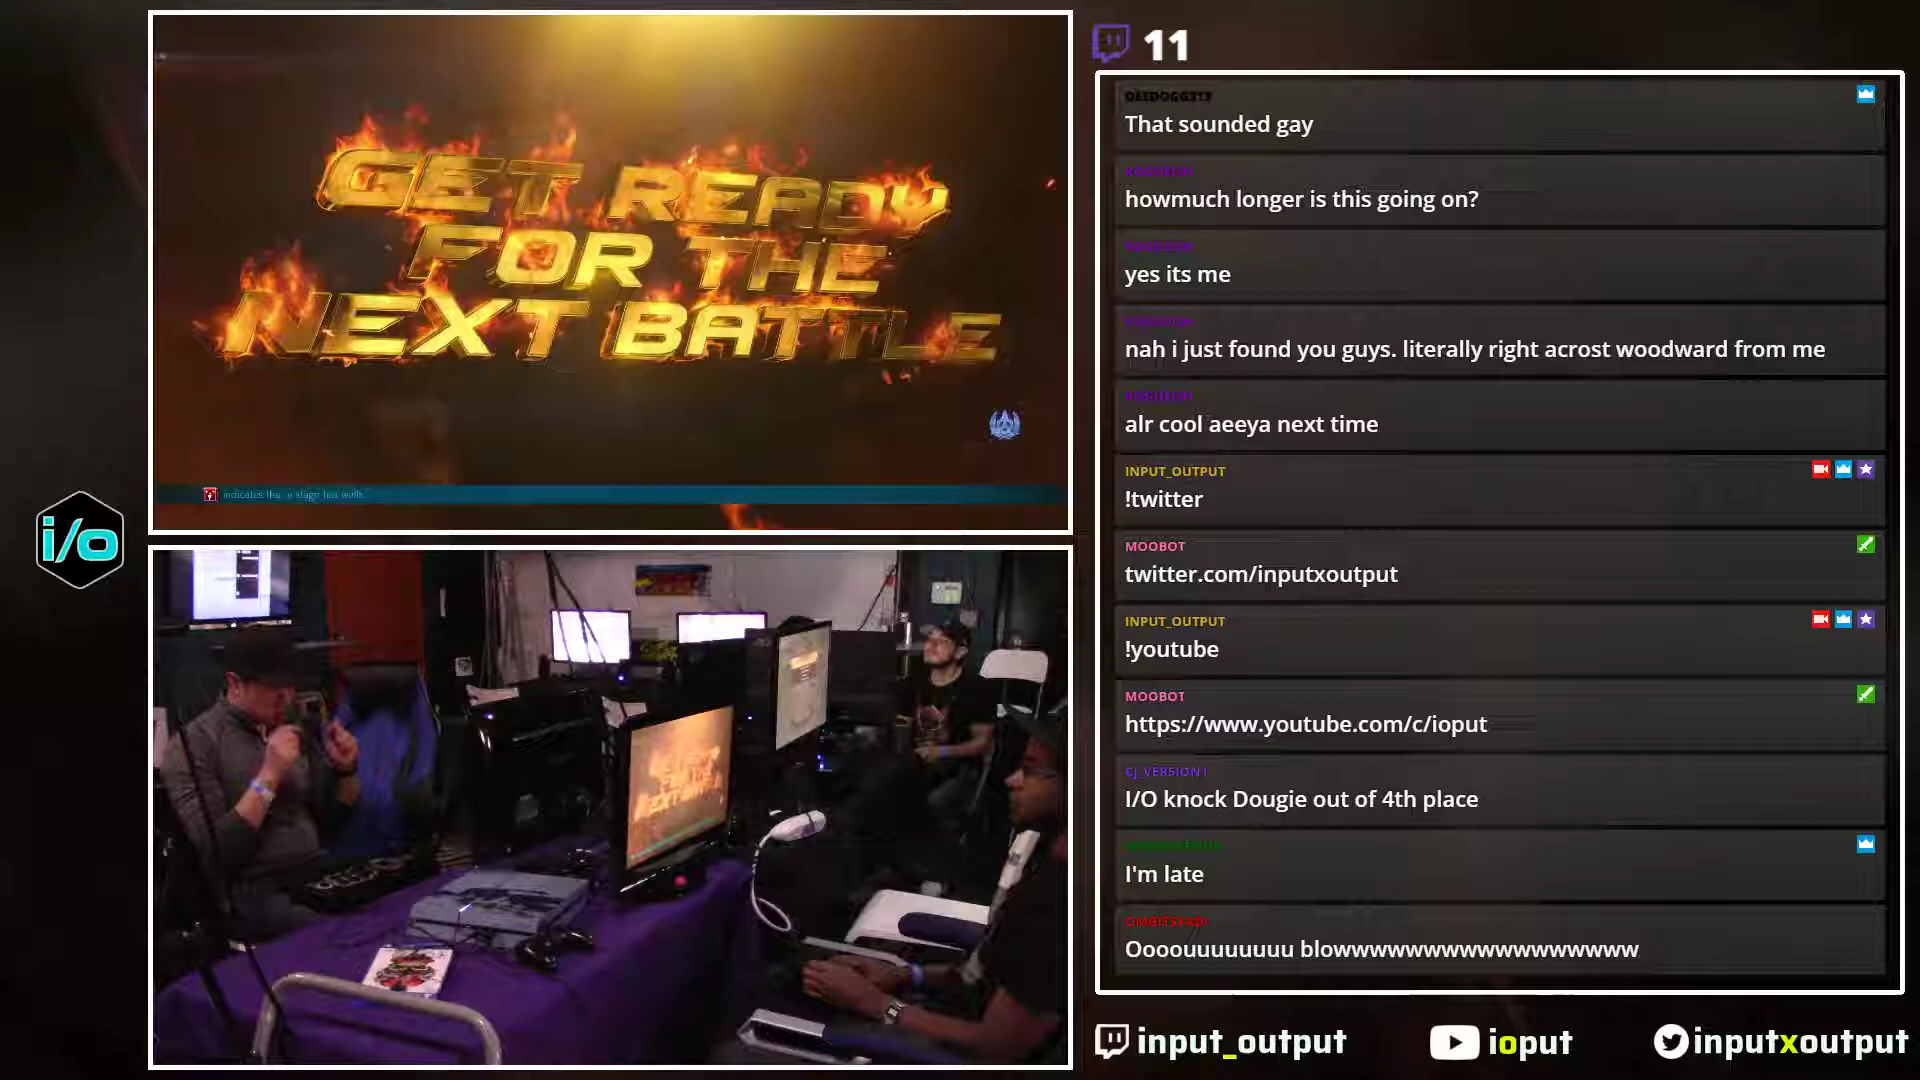 11
GET READY
FOR THE
NEXT BATTLE
That sounded gay
howmuch longer is this going on?
yes its me
nah i just found you guys. literally right acrost woodward from me
alr cool aeeya next time
INPUT_OUTPUT
!twitter
MOOBOT
twitter.com/inputxoutput
INPUT_OUTPUT
!youtube
MOOBOT
https://www.youtube.com/c/ioput
CJ_VERSION1
I/O knock Dougie out of 4th place
I'm late
OMGITSYADI
Oooouuuuuuuu blowwwwwwwwwwwwwwwwww
i/o
input_output
ioput
inputxoutput